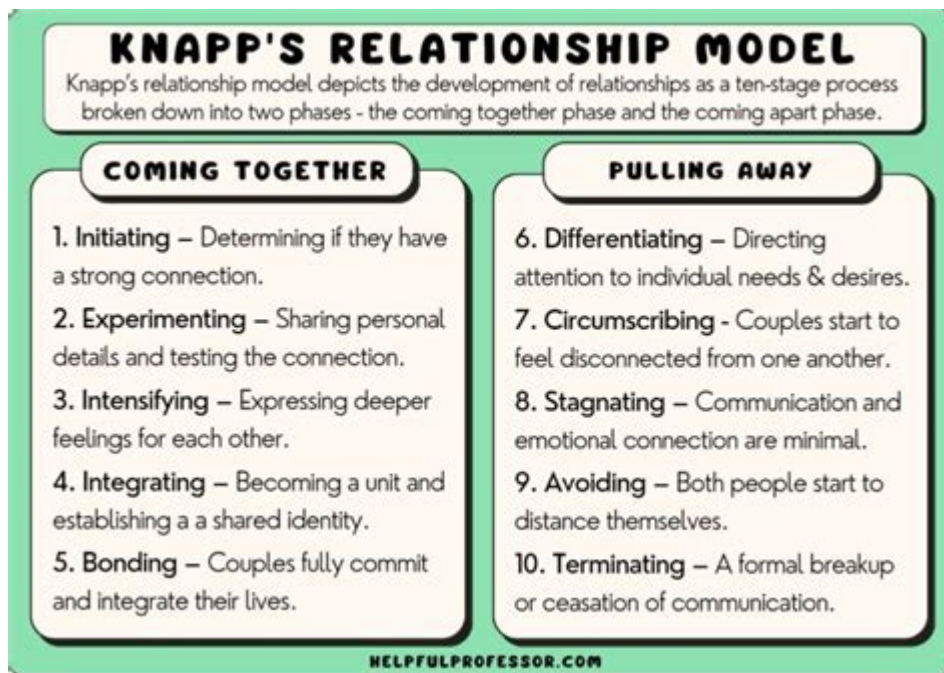 KNAPP'S RELATIONSHIP MODEL
Knapp's relationship model depicts the development of relationships as a ten-stage process
broken down into two phases - the coming together phase and the coming apart phase.
COMING TOGETHER
1. Initiating – Determining if they have
a strong connection.
2. Experimenting – Sharing personal
details and testing the connection.
3. Intensifying – Expressing deeper
feelings for each other.
4. Integrating – Becoming a unit and
establishing a a shared identity.
5. Bonding – Couples fully commit
and integrate their lives.
PULLING AWAY
6. Differentiating – Directing
attention to individual needs & desires.
7. Circumscribing - Couples start to
feel disconnected from one another.
8. Stagnating – Communication and
emotional connection are minimal.
9. Avoiding – Both people start to
distance themselves.
10. Terminating – A formal breakup
or ceasation of communication.
HELPFULPROFESSOR.COM